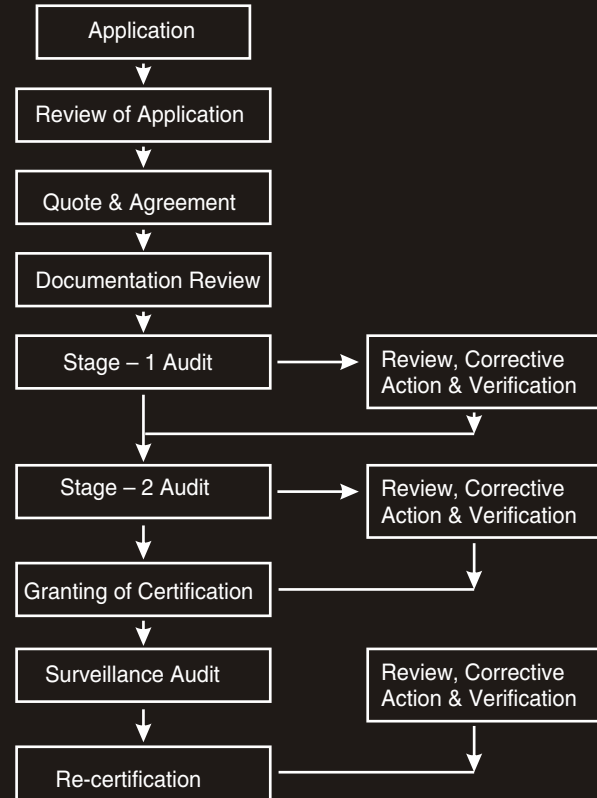 Application
Review of Application
Quote & Agreement
Documentation Review
Stage – 1 Audit
Review, Corrective
Action & Verification
Stage – 2 Audit
Review, Corrective
Action & Verification
Granting of Certification
Surveillance Audit
Review, Corrective
Action & Verification
Re-certification